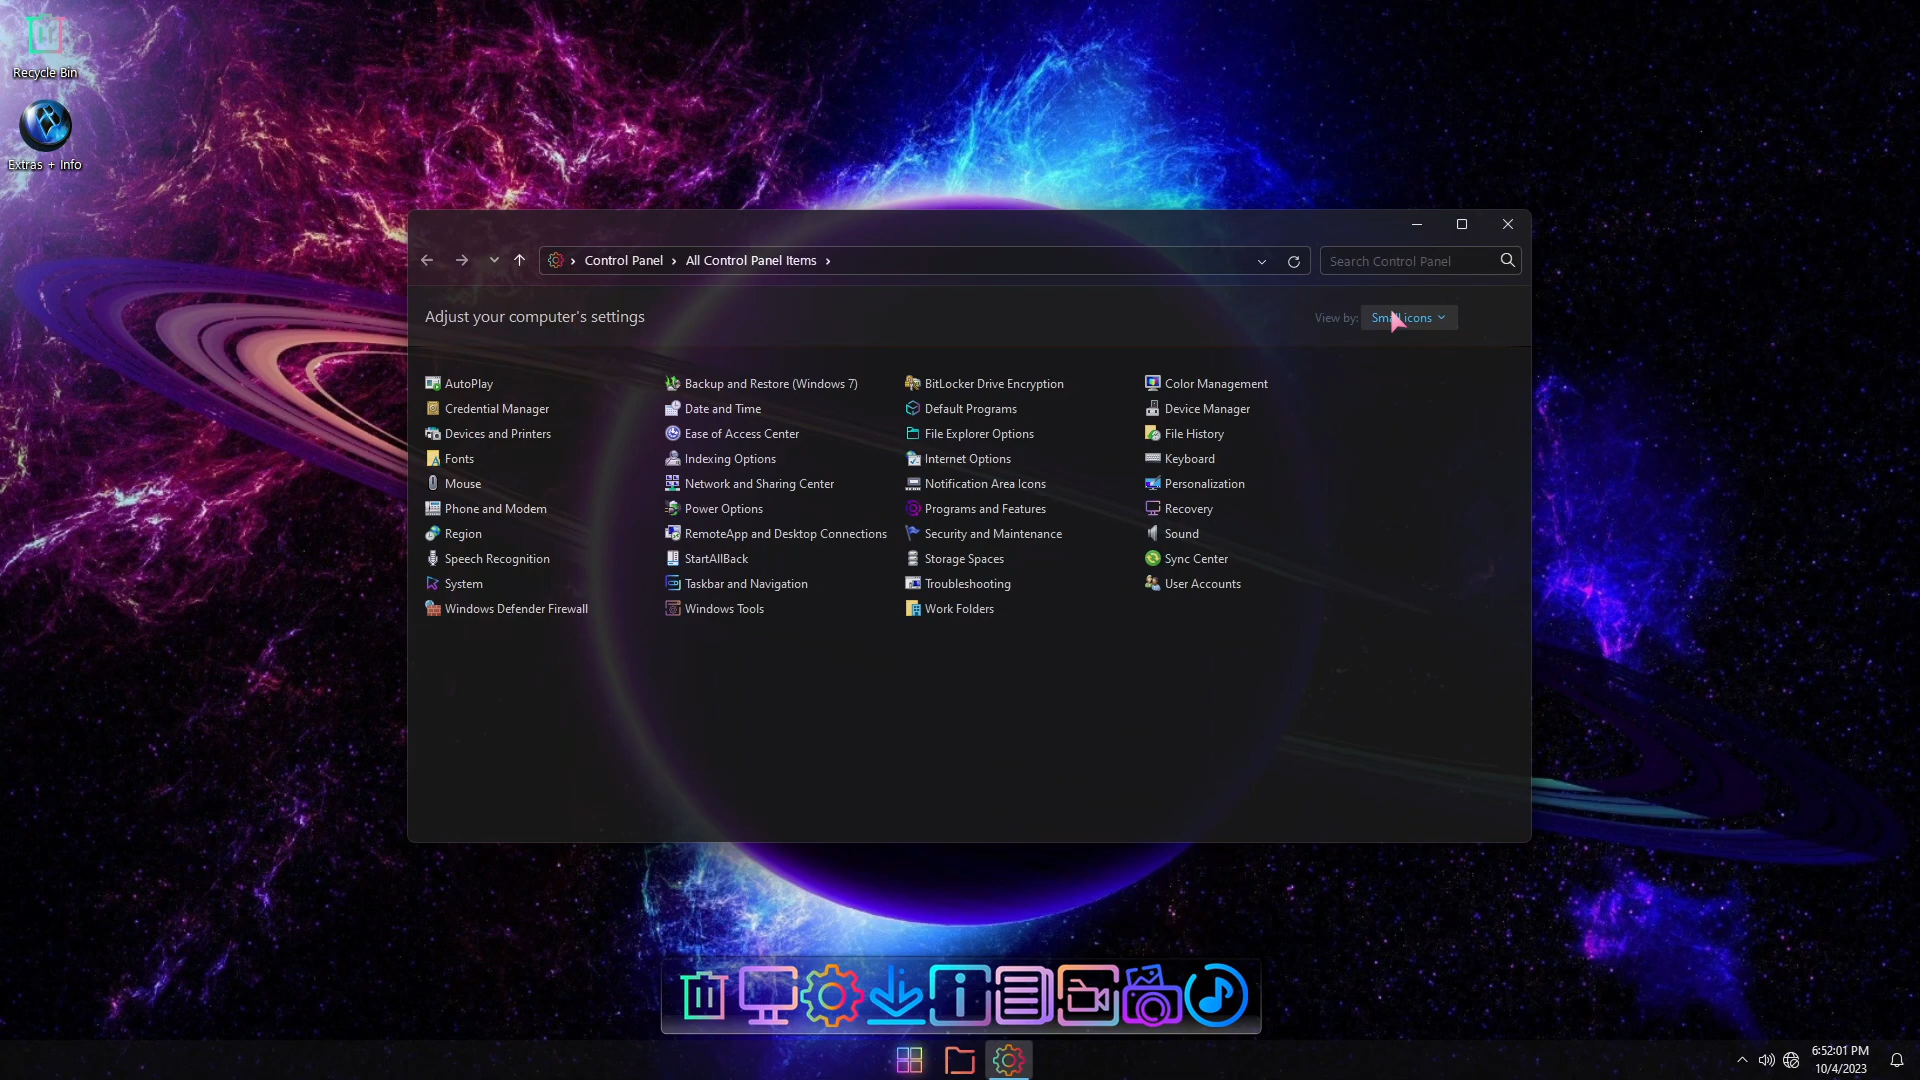 Recycle Bin
Extras + Info
Control Panel
All Control Panel Items
Search Control Panel
Adjust your computer's settings
View by:
Small icons
AutoPlay
Backup and Restore (Windows 7)
BitLocker Drive Encryption
Color Management
Credential Manager
Date and Time
Default Programs
Device Manager
Devices and Printers
Ease of Access Center
File Explorer Options
File History
Fonts
Indexing Options
Internet Options
Keyboard
Mouse
Network and Sharing Center
Notification Area Icons
Personalization
Phone and Modem
Power Options
Programs and Features
Recovery
Region
RemoteApp and Desktop Connections
Security and Maintenance
Sound
Speech Recognition
StartAllBack
Storage Spaces
Sync Center
System
Taskbar and Navigation
Troubleshooting
User Accounts
Windows Defender Firewall
Windows Tools
Work Folders
6:52:01 PM
10/4/2023